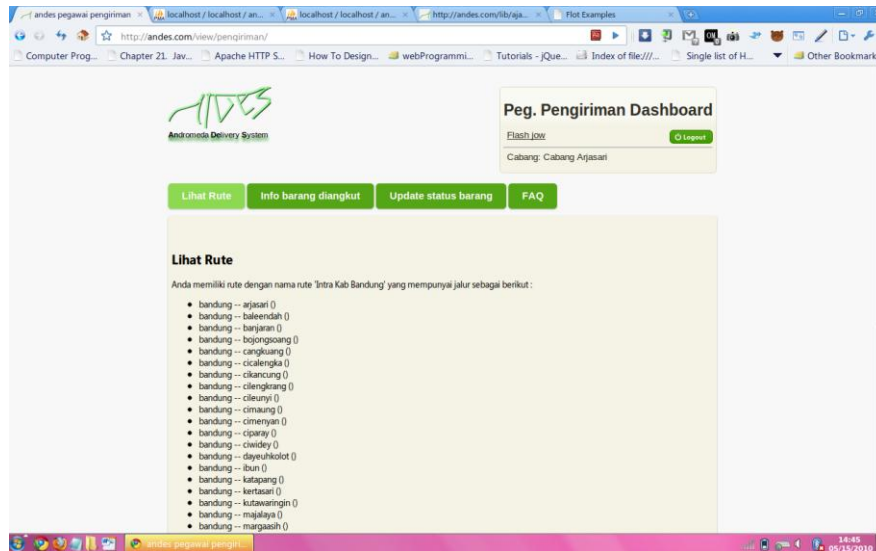 andes pegawai pengiriman
localhost / localhost / an...
localhost / localhost / an...
http://andes.com/lib/aja...
Flot Examples
http://andes.com/view/pengiriman/
Computer Prog...
Chapter 21. Jav...
Apache HTTP S...
How To Design...
webProgrammi...
Tutorials - jQue...
Index of file:///...
Single list of H...
Other Bookmark
ANDES
Andromeda Delivery System
Peg. Pengiriman Dashboard
Flash jow
Logout
Cabang: Cabang Arjasari
Lihat Rute
Info barang diangkut
Update status barang
FAQ
Lihat Rute
Anda memiliki rute dengan nama rute 'Intra Kab Bandung' yang mempunyai jalur sebagai berikut :
bandung -- arjasari ()
bandung -- baleendah ()
bandung -- banjaran ()
bandung -- bojongsoang ()
bandung -- cangkuang ()
bandung -- cicalengka ()
bandung -- cikancung ()
bandung -- cilengkrang ()
bandung -- cileunyi ()
bandung -- cimaung ()
bandung -- cimenyan ()
bandung -- ciparay ()
bandung -- ciwidey ()
bandung -- dayeuhkolot ()
bandung -- ibun ()
bandung -- katapang ()
bandung -- kertasari ()
bandung -- kutawaringin ()
bandung -- majalaya ()
bandung -- margaasih ()
andes pegawai pengiri...
14:45
05/15/2010